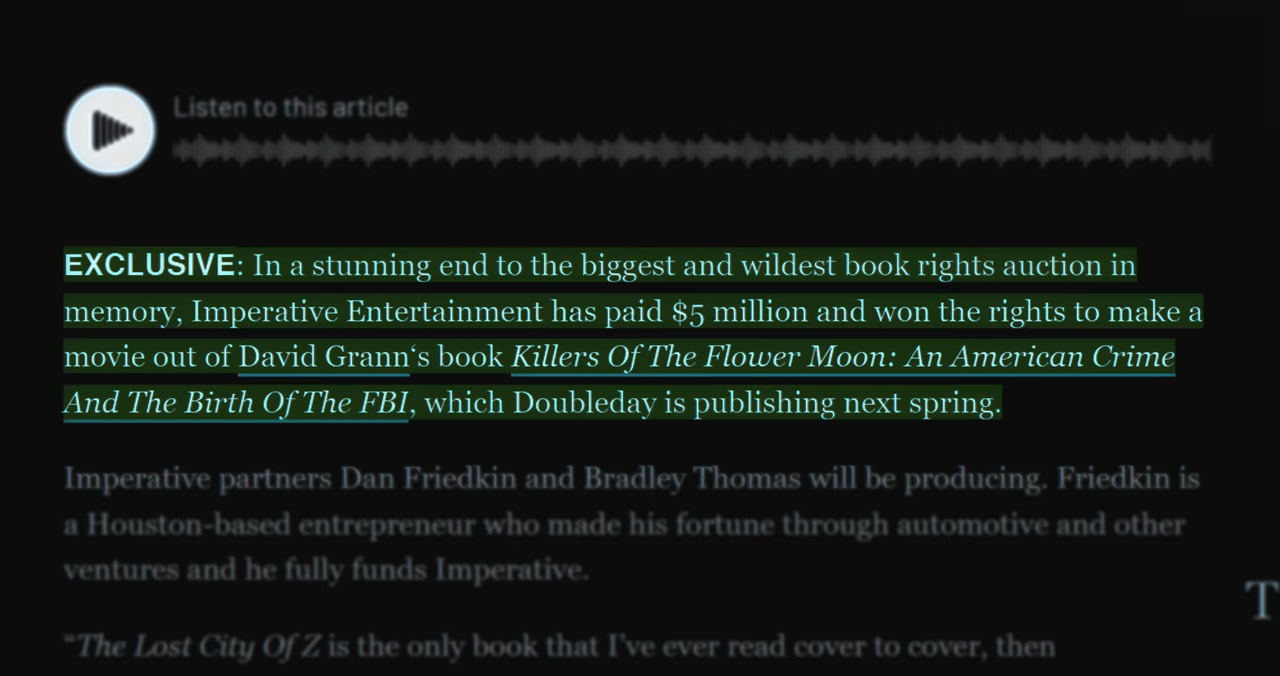 Listen to this article
EXCLUSIVE: In a stunning end to the biggest and wildest book rights auction in
memory, Imperative Entertainment has paid $5 million and won the rights to make a
movie out of David Grann‘s book Killers Of The Flower Moon: An American Crime
And The Birth Of The FBI, which Doubleday is publishing next spring.
Imperative partners Dan Friedkin and Bradley Thomas will be producing. Friedkin is
a Houston-based entrepreneur who made his fortune through automotive and other
ventures and he fully funds Imperative.
T
“The Lost City Of Z is the only book that I've ever read cover to cover, then